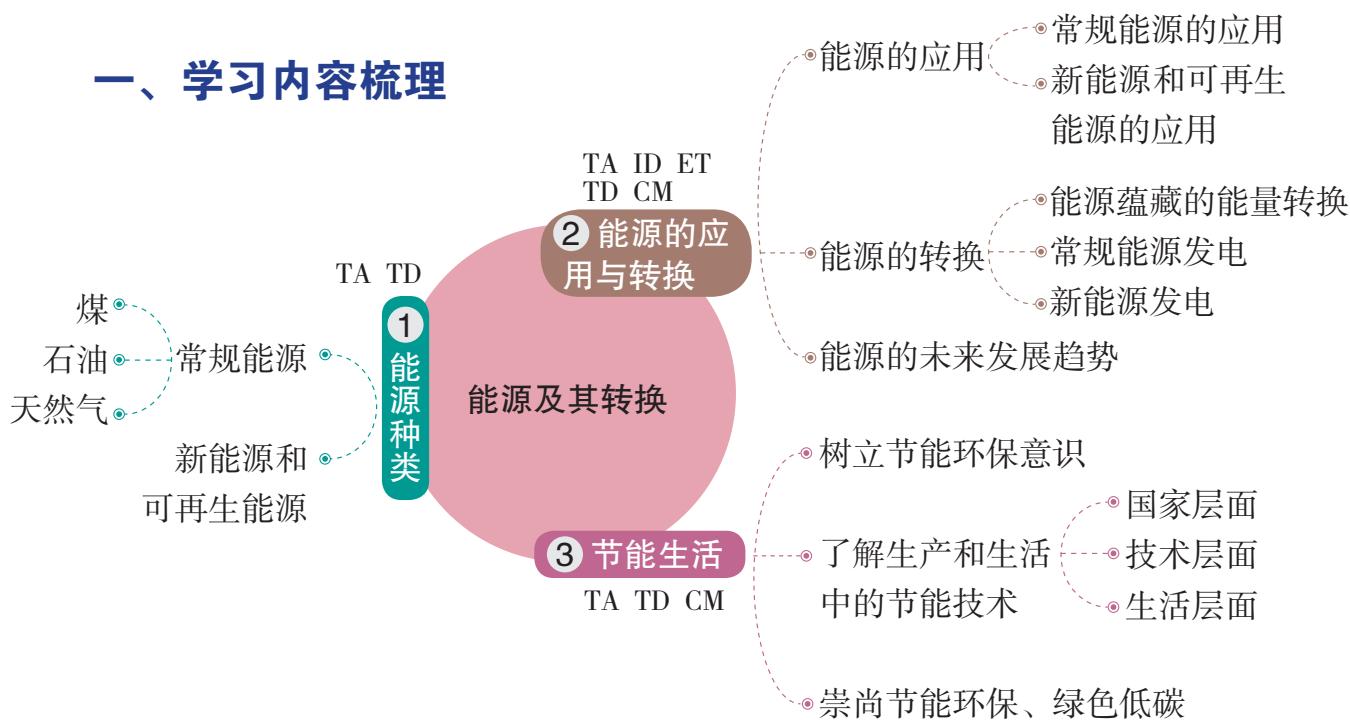 一、学习内容梳理
能源及其转换
TA TD
1
能源种类
常规能源
煤
石油
天然气
新能源和
可再生能源
TA ID ET
TD CM
2 能源的应
用与转换
能源的应用
常规能源的应用
新能源和可再生
能源的应用
能源的转换
能源蕴藏的能量转换
常规能源发电
新能源发电
能源的未来发展趋势
3 节能生活
TA TD CM
树立节能环保意识
了解生产和生活
中的节能技术
国家层面
技术层面
生活层面
崇尚节能环保、绿色低碳